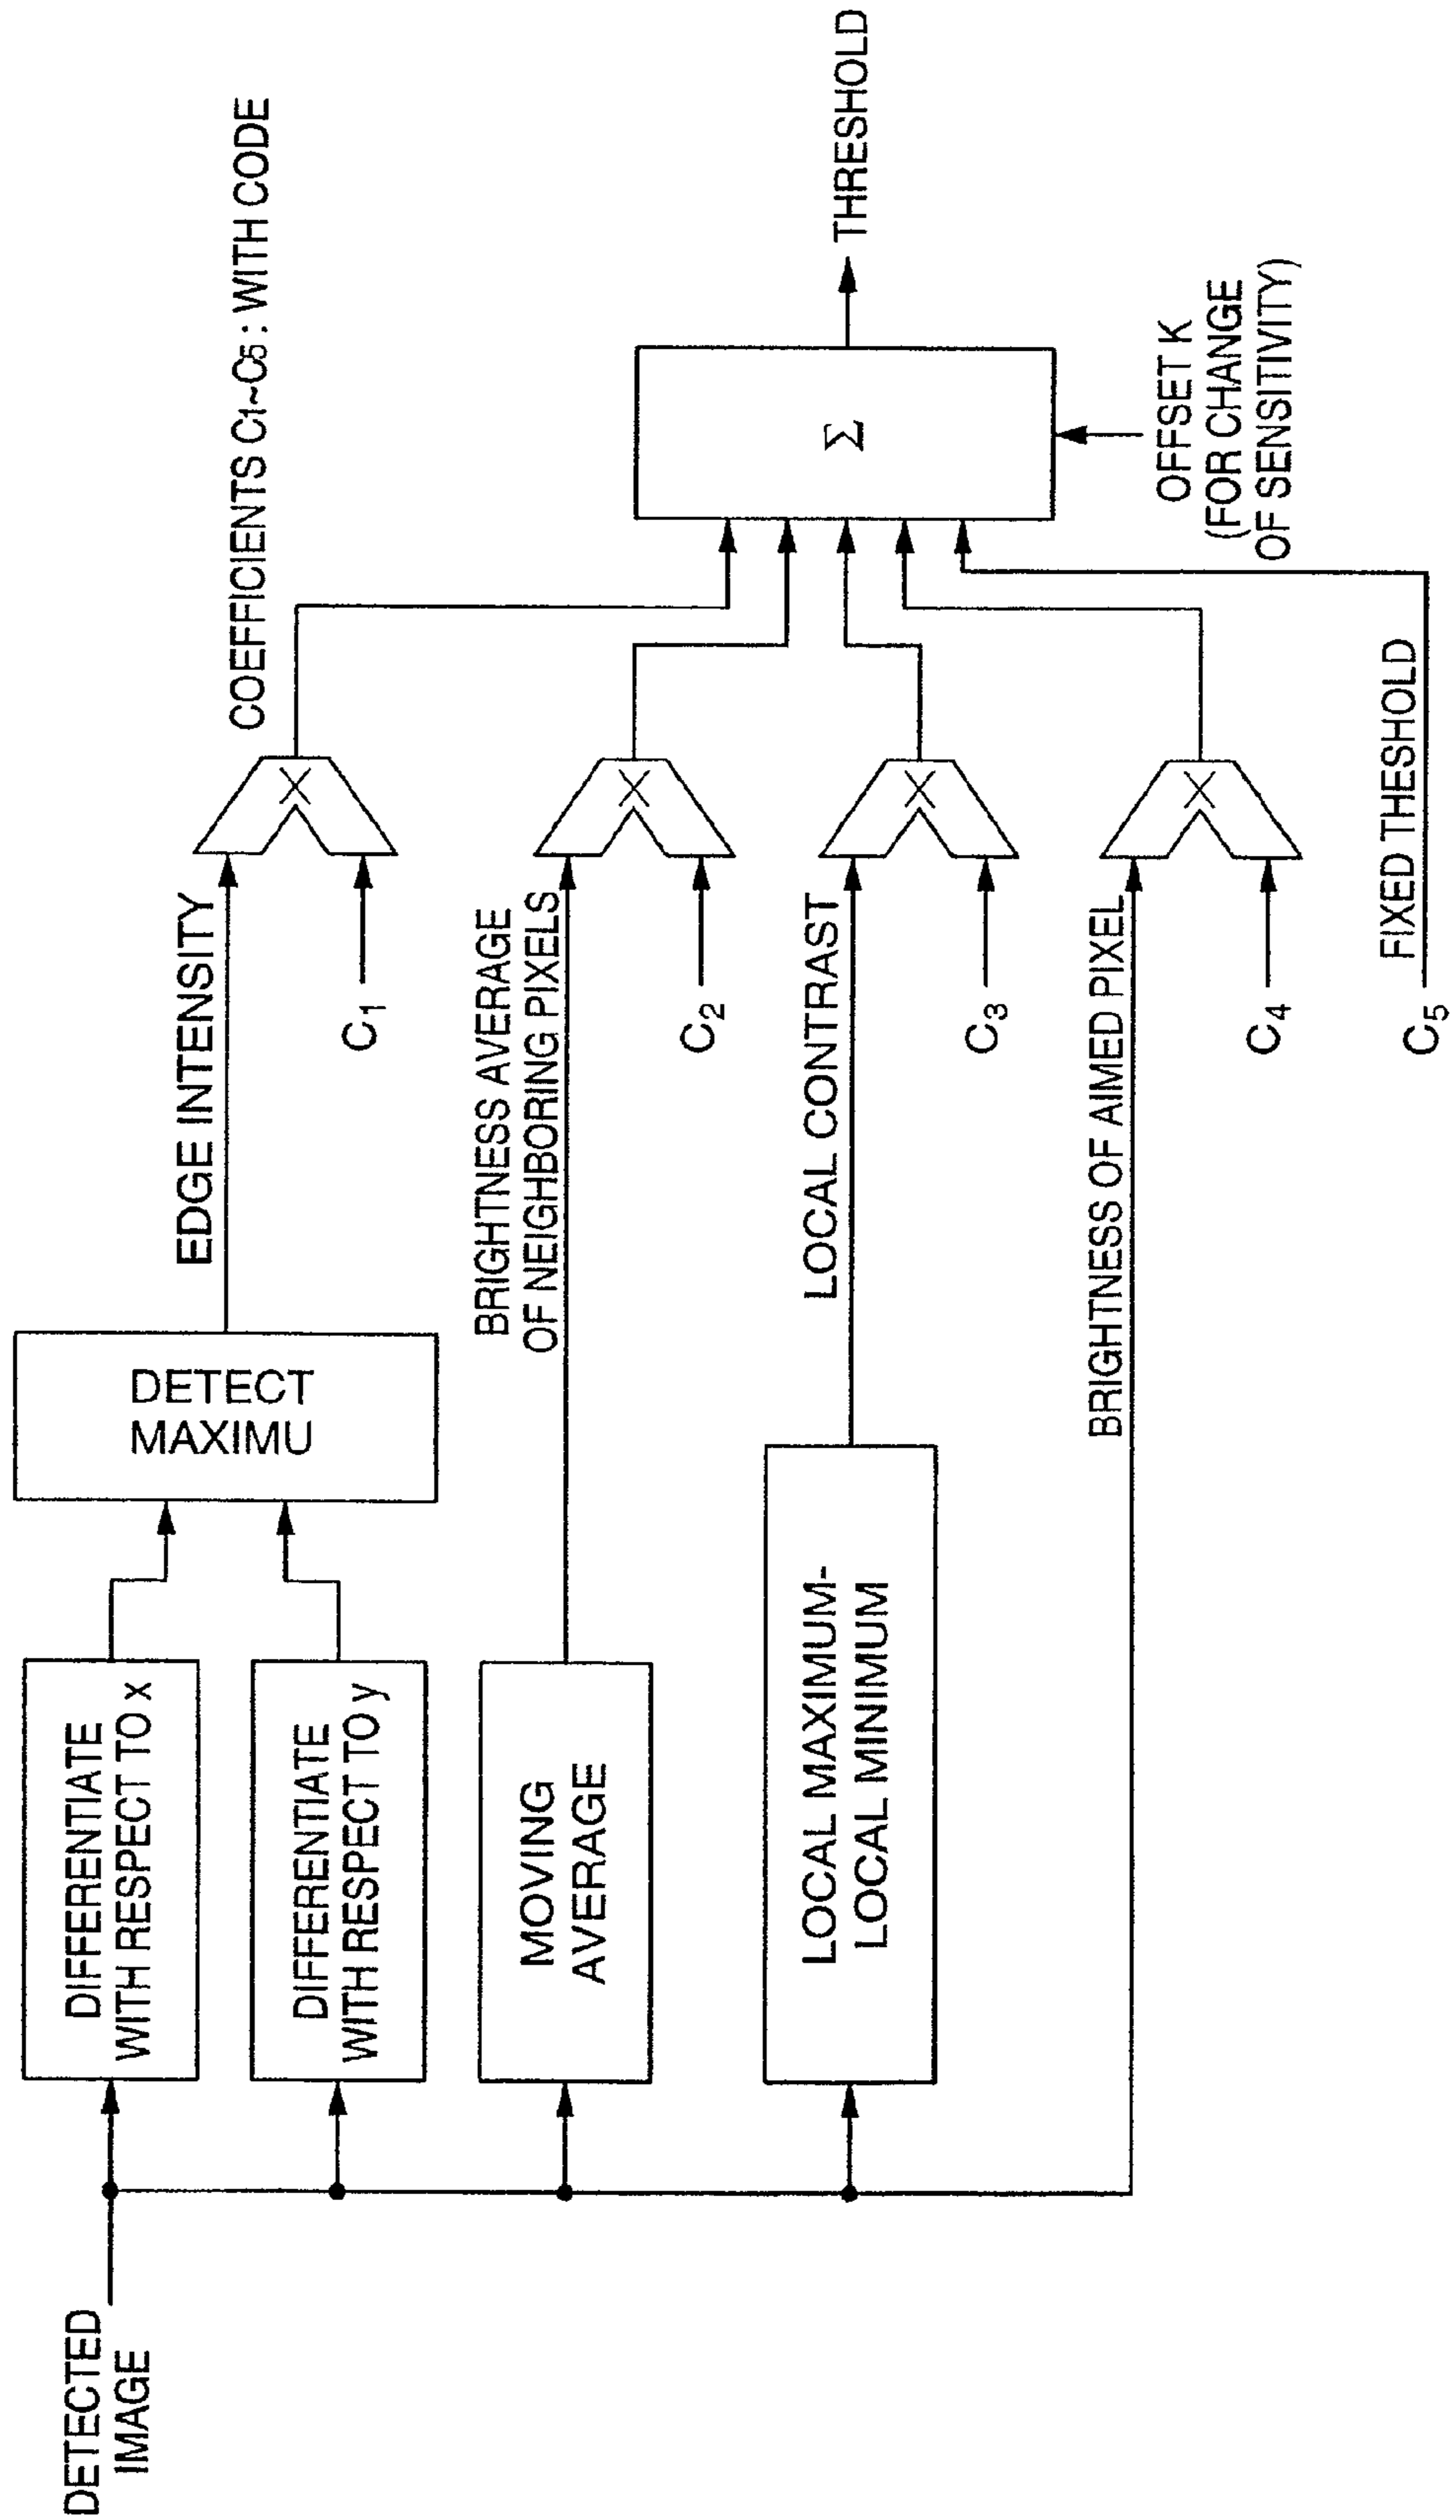 DETECTED
IMAGE
DIFFERENTIATE
WITH RESPECT TO x
DIFFERENTIATE
WITH RESPECT TO y
MOVING
AVERAGE
LOCAL MAXIMUM-
LOCAL MINIMUM
DETECT
MAXIMU
EDGE INTENSITY
C1
BRIGHTNESS AVERAGE
OF NEIGHBORING PIXELS
C2
LOCAL CONTRAST
C3
BRIGHTNESS OF AIMED PIXEL
C4
FIXED THESHOLD
C5
X
X
X
X
COEFFICIENTS C1~C5: WITH CODE
Σ
OFFSET K
(FOR CHANGE
OF SENSITIVITY)
THRESHOLD